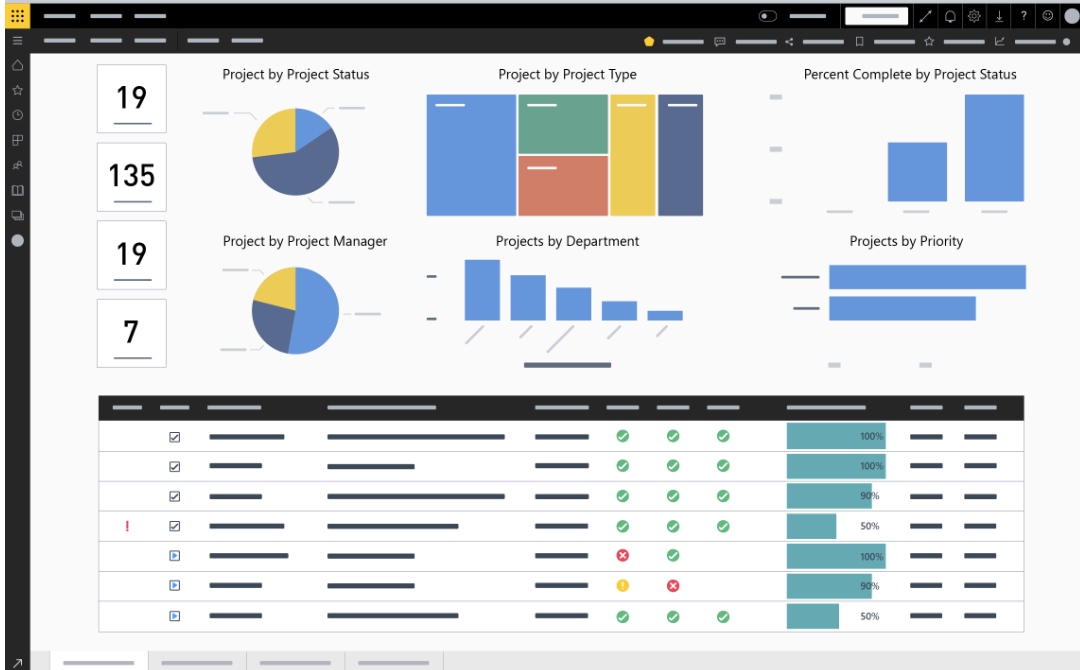 ?
19
135
19
7
Project by Project Status
Project by Project Type
Percent Complete by Project Status
Project by Project Manager
Projects by Department
Projects by Priority
100%
100%
90%
! 50%
100%
! 90%
50%